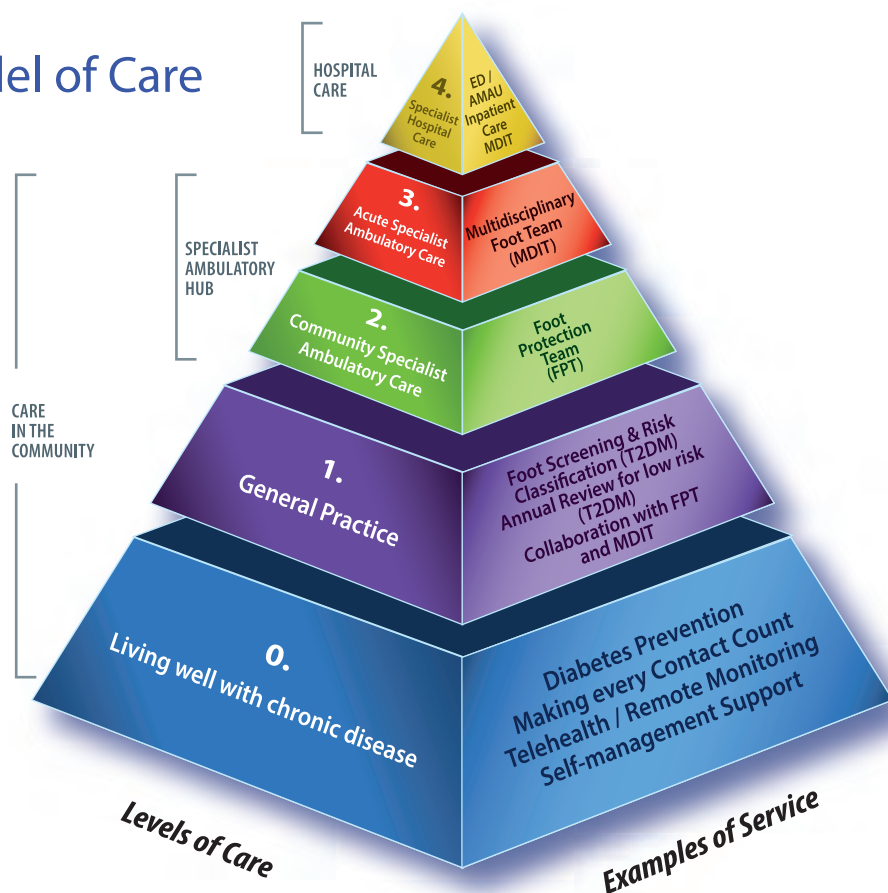 del of Care
HOSPITAL
CARE
4.
Specialist
Hospital
Care
ED /
AMAU
Inpatient
Care
MDIT
SPECIALIST
AMBULATORY
HUB
3.
Acute Specialist
Ambulatory Care
Multidisciplinary
Foot Team
(MDIT)
2.
Community Specialist
Ambulatory Care
Foot
Protection
Team
(FPT)
CARE
IN THE
COMMUNITY
1.
General Practice
Foot Screening & Risk
Classification (T2DM)
Annual Review for low risk
(T2DM)
Collaboration with FPT
and MDIT
0.
Living well with chronic disease
Diabetes Prevention
Making every Contact Count
Telehealth / Remote Monitoring
Self-management Support
Levels of Care
Examples of Service